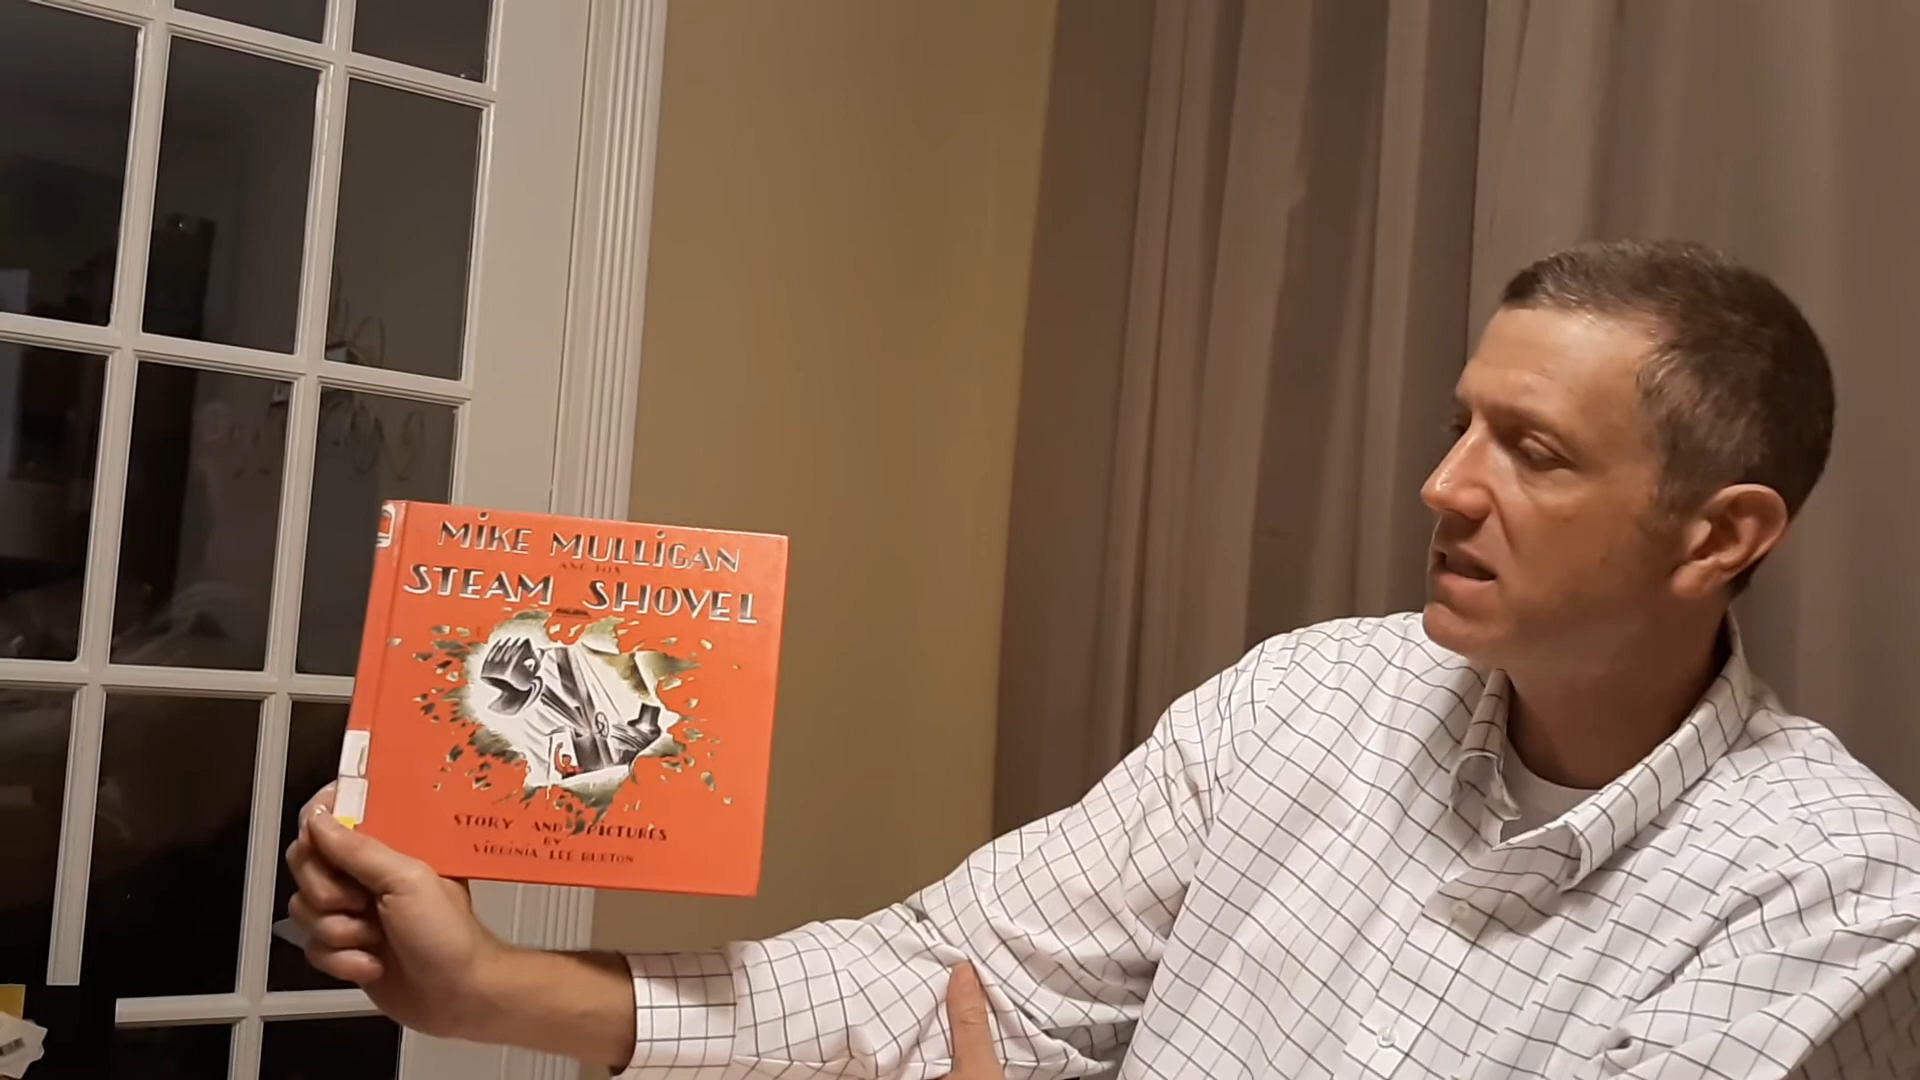 MIKE MULLIGAN
AND HIS
STEAM SHOVEL
STORY AND PICTURES
BY
VIRGINIA LEE BURTON